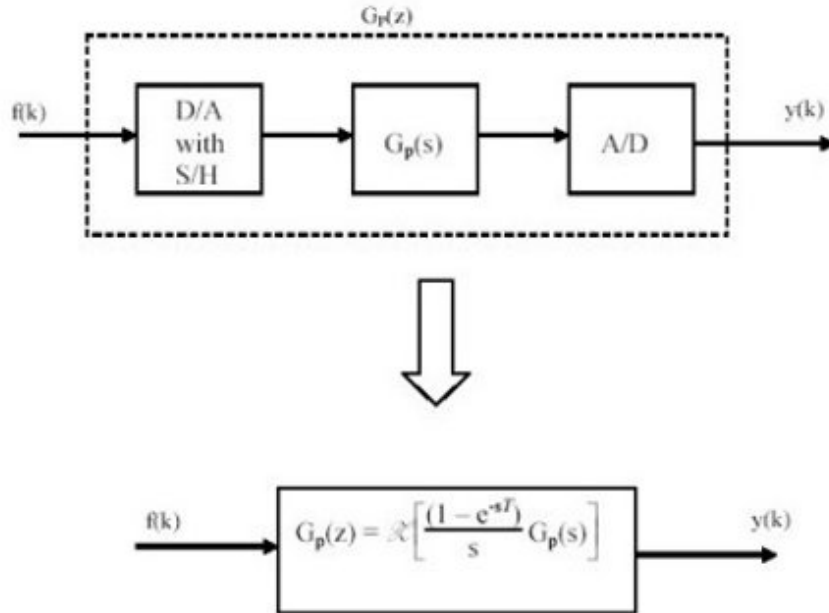 Gₚ(z)
f(k)
D/A
with
S/H
Gₚ(s)
A/D
y(k)
f(k)
Gₚ(z) = 𝒵[(1 – e⁻ˢᵀ)/s Gₚ(s)]
y(k)